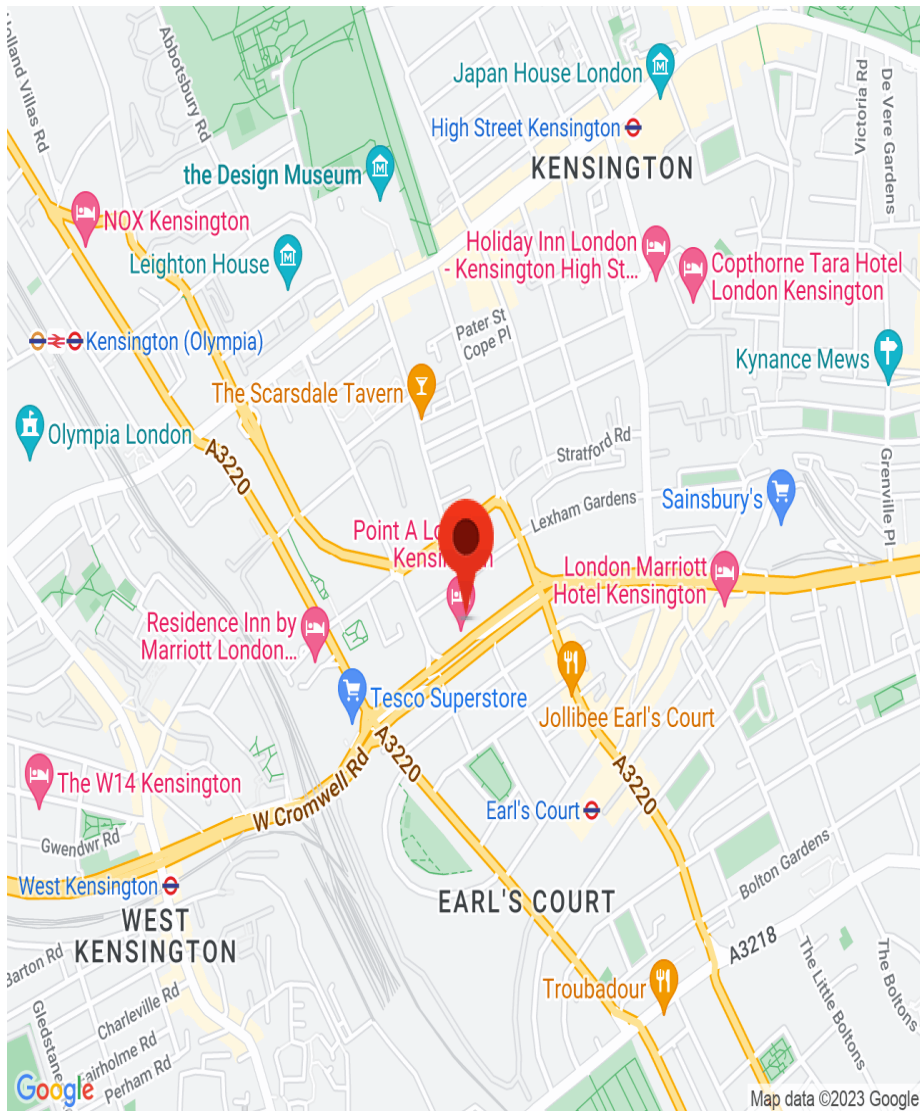 Holland Villas Rd
Abbotsbury Rd
Japan House London
Victoria Rd
De Vere Gardens
High Street Kensington
KENSINGTON
the Design Museum
NOX Kensington
Leighton House
Holiday Inn London
- Kensington High St...
Copthorne Tara Hotel
London Kensington
Pater St
Cope Pl
Kensington (Olympia)
Kynance Mews
The Scarsdale Tavern
Olympia London
A3220
Stratford Rd
Lexham Gardens
Sainsbury's
Grenville Pl
Point A
London Marriott
Hotel Kensington
Residence Inn by
Marriott London...
Tesco Superstore
Jollibee Earl's Court
A3220
A3220
W Cromwell Rd
The W14 Kensington
Gwendwr Rd
Earl's Court
Bolton Gardens
West Kensington
WEST
KENSINGTON
EARL'S COURT
A3218
Barton Rd
The Little Boltons
The Boltons
Troubadour
Charleville Rd
Perham Rd
Google
Map data ©2023 Google